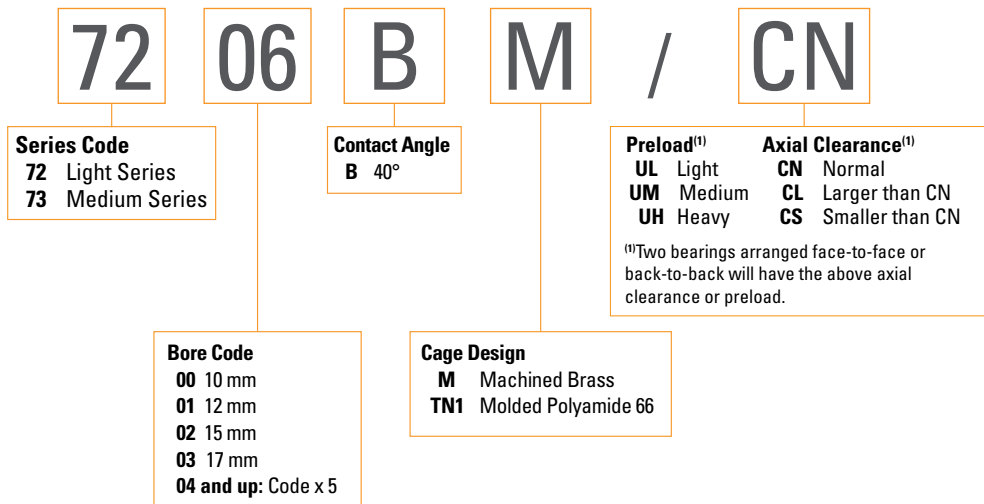 72 06 B M / CN
Series Code
72 Light Series
73 Medium Series
Contact Angle
B 40°
Preload(1)
UL Light
UM Medium
UH Heavy
Axial Clearance(1)
CN Normal
CL Larger than CN
CS Smaller than CN
(1)Two bearings arranged face-to-face or
back-to-back will have the above axial
clearance or preload.
Bore Code
00 10 mm
01 12 mm
02 15 mm
03 17 mm
04 and up: Code x 5
Cage Design
M Machined Brass
TN1 Molded Polyamide 66